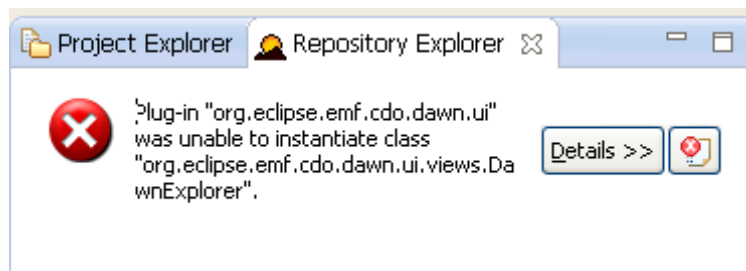 Project Explorer Repository Explorer
Plug-in "org.eclipse.emf.cdo.dawn.ui"
was unable to instantiate class
"org.eclipse.emf.cdo.dawn.ui.views.Da
wnExplorer".
Details >>